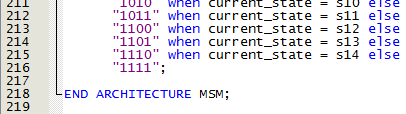 211 "1010" when current_state = s10 else
212 "1011" when current_state = s11 else
213 "1100" when current_state = s12 else
214 "1101" when current_state = s13 else
215 "1110" when current_state = s14 else
216 "1111";
217
218 END ARCHITECTURE MSM;
219